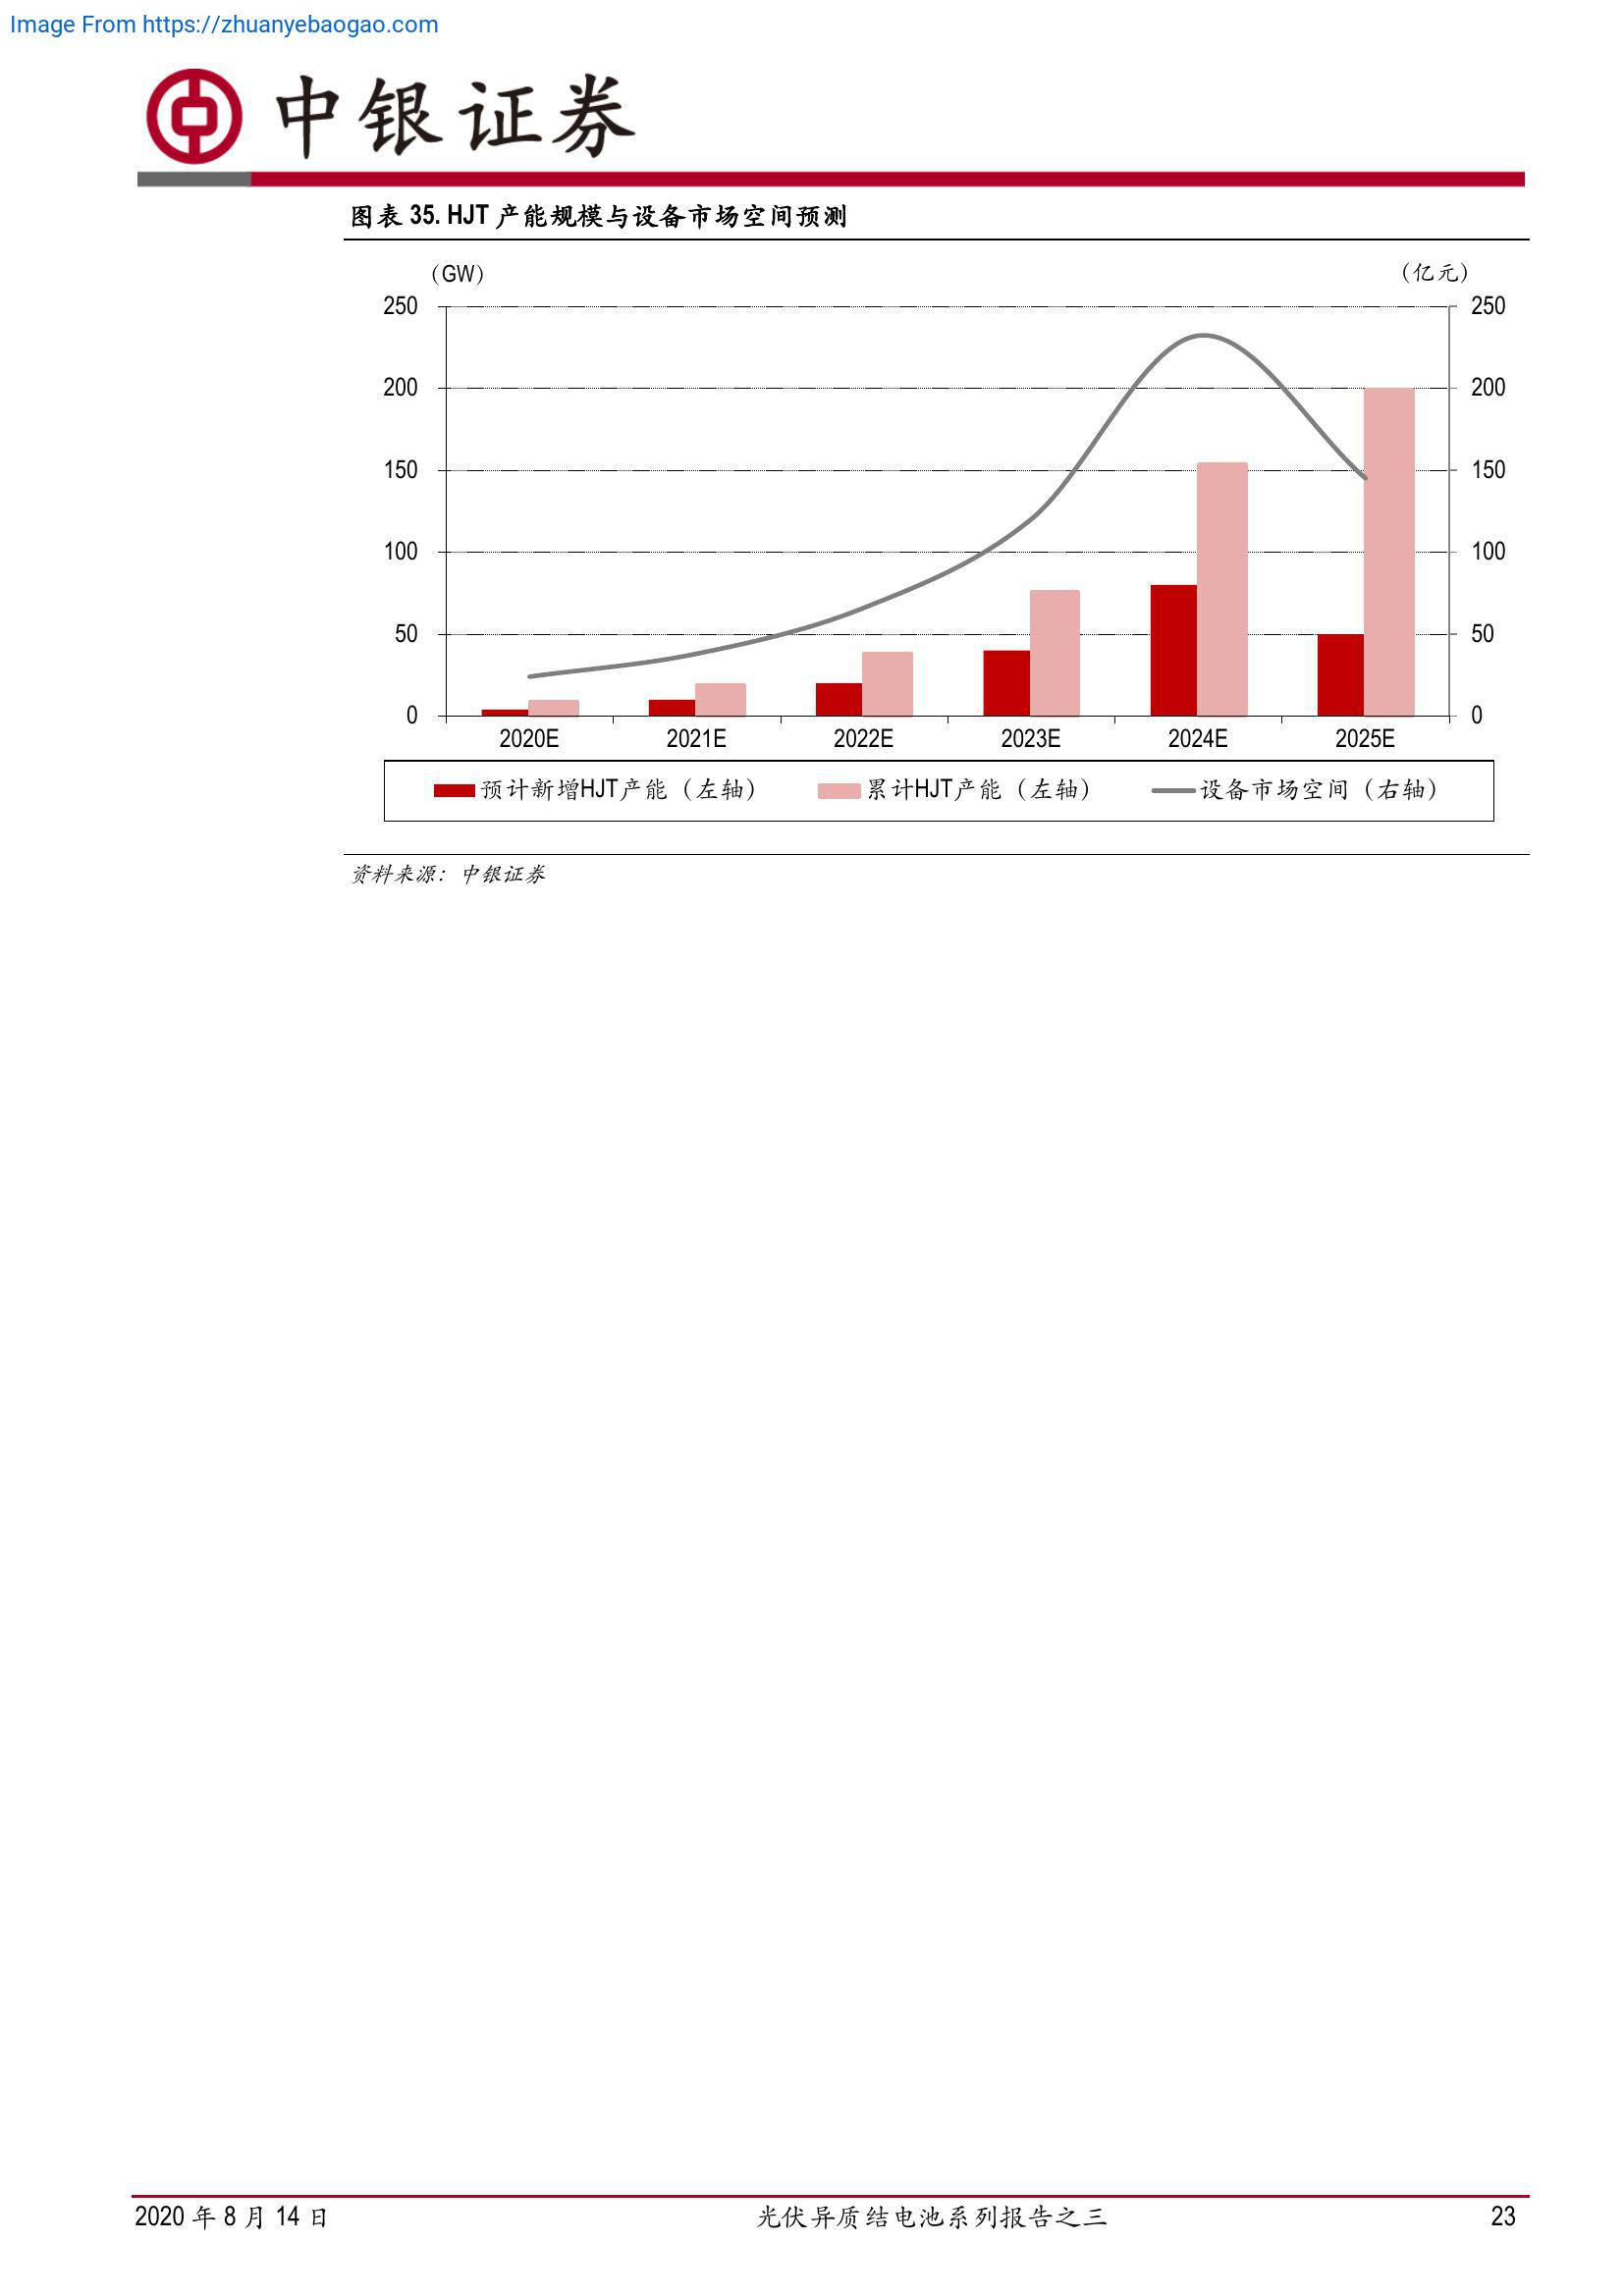 Image From https://zhuanyebaogao.com
中银证券
图表 35. HJT 产能规模与设备市场空间预测
（GW） （亿元）
250 250
200 200
150 150
100 100
50 50
0 0
2020E 2021E 2022E 2023E 2024E 2025E
预计新增HJT产能（左轴） 累计HJT产能（左轴） 设备市场空间（右轴）
资料来源：中银证券
2020 年 8 月 14 日 光伏异质结电池系列报告之三 23